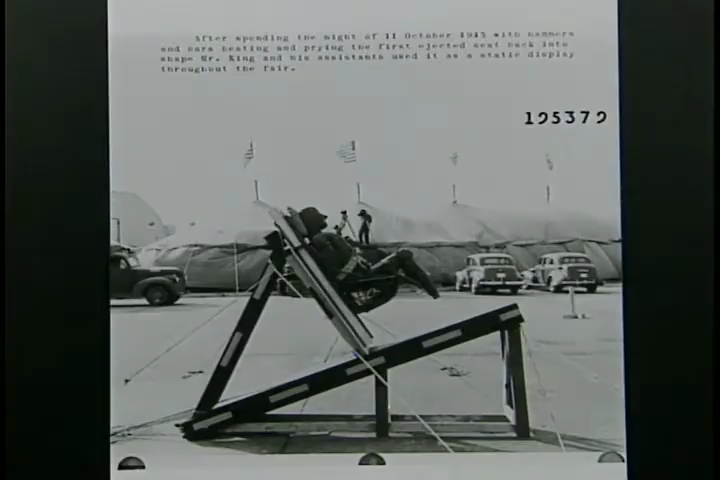 After spending the night of 11 October 1945 with hammers
and bars beating and prying the first ejected seat back into
shape Mr. King and his assistants used it as a static display
throughout the fair.
195379